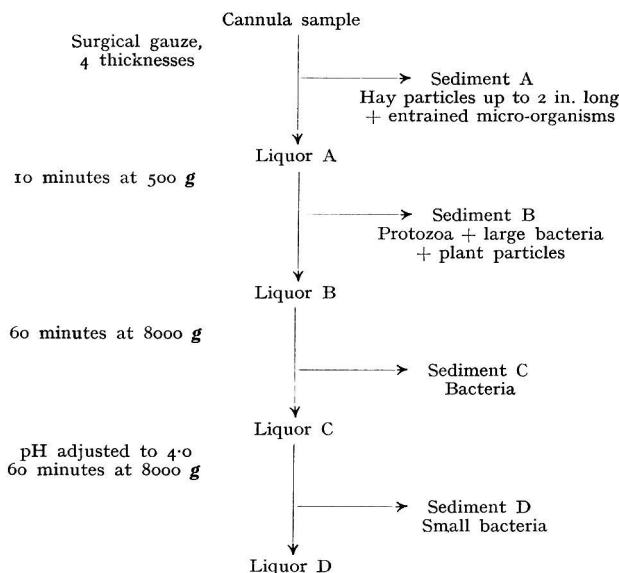 Cannula sample
Surgical gauze,
4 thicknesses
Sediment A
Hay particles up to 2 in. long
+ entrained micro-organisms
Liquor A
10 minutes at 500 g
Sediment B
Protozoa + large bacteria
+ plant particles
Liquor B
60 minutes at 8000 g
Sediment C
Bacteria
Liquor C
pH adjusted to 4·0
60 minutes at 8000 g
Sediment D
Small bacteria
Liquor D